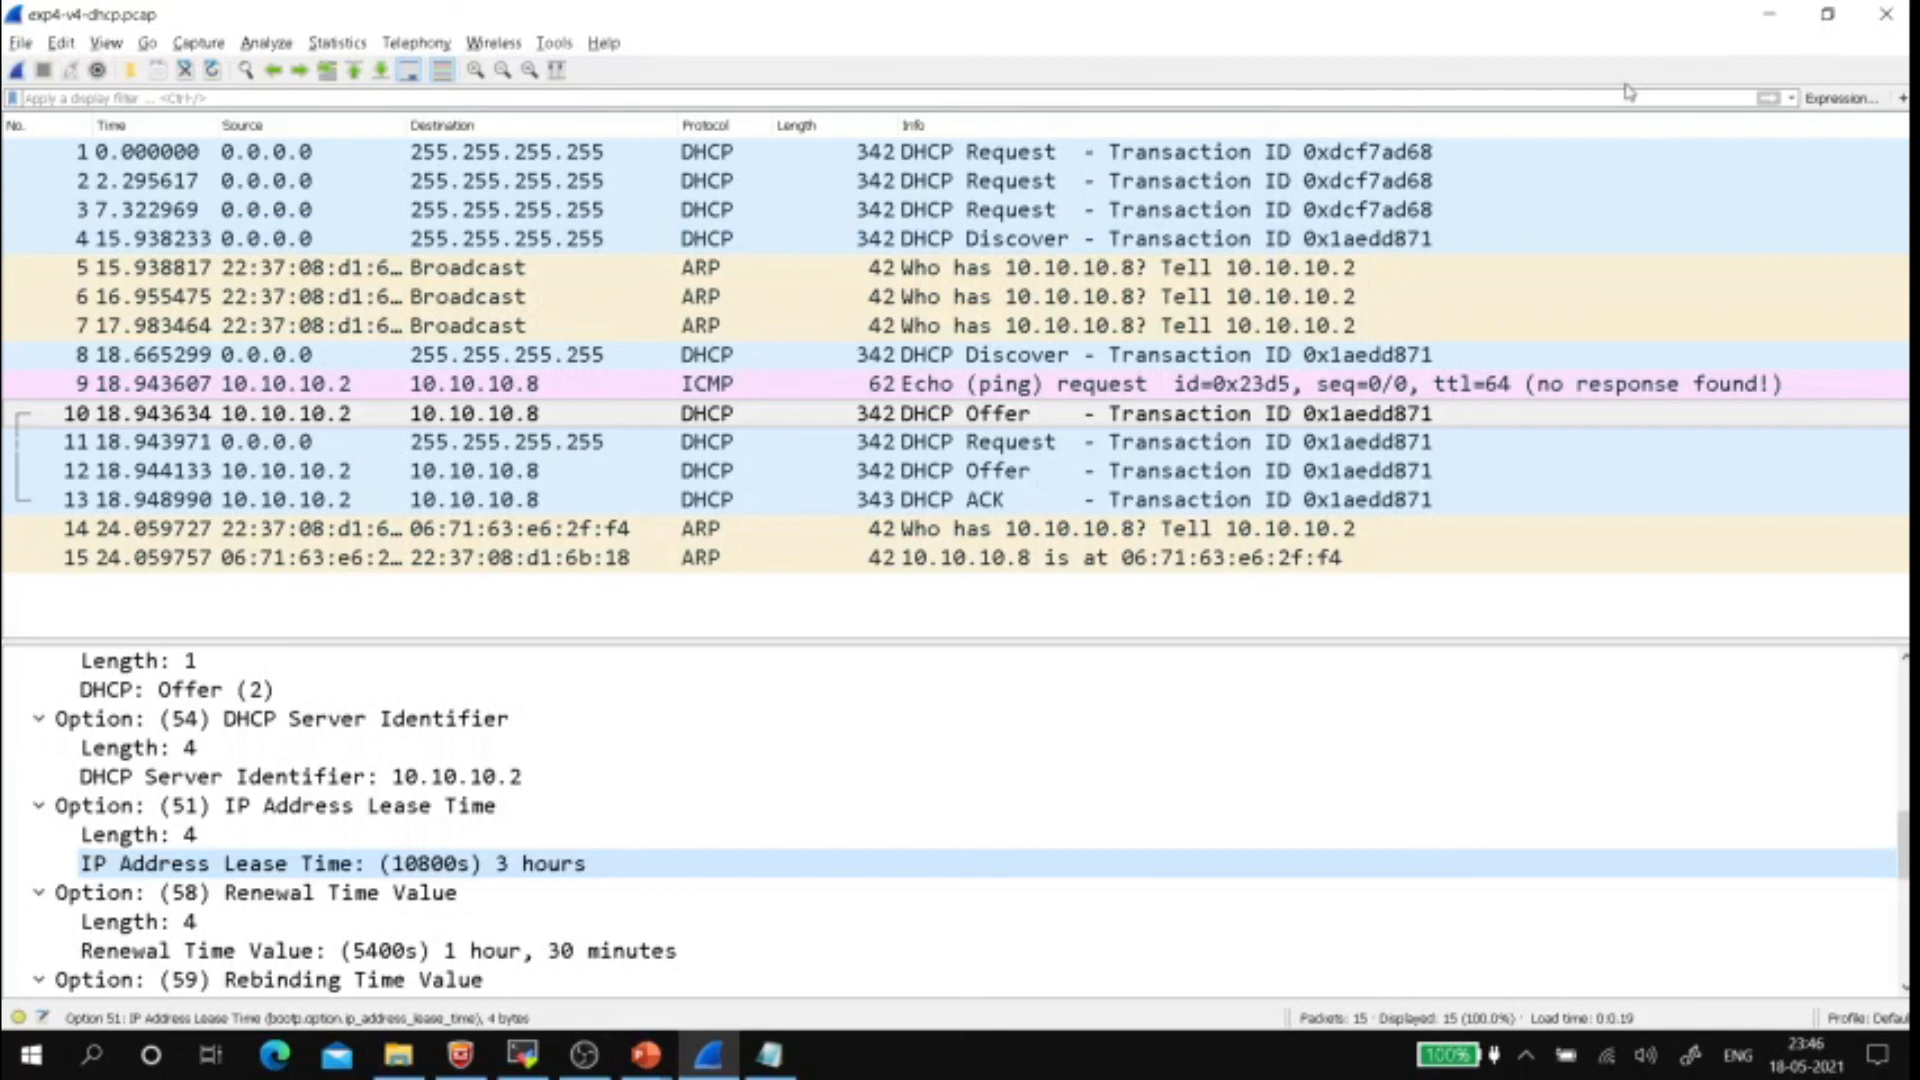 exp4-v4-dhcp.pcap
File Edit View Go Capture Analyze Statistics Telephony Wireless Tools Help
Apply a display filter ... <Ctrl-/> Expression... +
No. Time Source Destination Protocol Length Info
1 0.000000 0.0.0.0 255.255.255.255 DHCP 342 DHCP Request - Transaction ID 0xdcf7ad68
2 2.295617 0.0.0.0 255.255.255.255 DHCP 342 DHCP Request - Transaction ID 0xdcf7ad68
3 7.322969 0.0.0.0 255.255.255.255 DHCP 342 DHCP Request - Transaction ID 0xdcf7ad68
4 15.938233 0.0.0.0 255.255.255.255 DHCP 342 DHCP Discover - Transaction ID 0x1aedd871
5 15.938817 22:37:08:d1:6… Broadcast ARP 42 Who has 10.10.10.8? Tell 10.10.10.2
6 16.955475 22:37:08:d1:6… Broadcast ARP 42 Who has 10.10.10.8? Tell 10.10.10.2
7 17.983464 22:37:08:d1:6… Broadcast ARP 42 Who has 10.10.10.8? Tell 10.10.10.2
8 18.665299 0.0.0.0 255.255.255.255 DHCP 342 DHCP Discover - Transaction ID 0x1aedd871
9 18.943607 10.10.10.2 10.10.10.8 ICMP 62 Echo (ping) request id=0x23d5, seq=0/0, ttl=64 (no response found!)
10 18.943634 10.10.10.2 10.10.10.8 DHCP 342 DHCP Offer - Transaction ID 0x1aedd871
11 18.943971 0.0.0.0 255.255.255.255 DHCP 342 DHCP Request - Transaction ID 0x1aedd871
12 18.944133 10.10.10.2 10.10.10.8 DHCP 342 DHCP Offer - Transaction ID 0x1aedd871
13 18.948990 10.10.10.2 10.10.10.8 DHCP 343 DHCP ACK - Transaction ID 0x1aedd871
14 24.059727 22:37:08:d1:6… 06:71:63:e6:2f:f4 ARP 42 Who has 10.10.10.8? Tell 10.10.10.2
15 24.059757 06:71:63:e6:2… 22:37:08:d1:6b:18 ARP 42 10.10.10.8 is at 06:71:63:e6:2f:f4
Length: 1
DHCP: Offer (2)
Option: (54) DHCP Server Identifier
Length: 4
DHCP Server Identifier: 10.10.10.2
Option: (51) IP Address Lease Time
Length: 4
IP Address Lease Time: (10800s) 3 hours
Option: (58) Renewal Time Value
Length: 4
Renewal Time Value: (5400s) 1 hour, 30 minutes
Option: (59) Rebinding Time Value
Option 51: IP Address Lease Time (bootp.option.ip_address_lease_time), 4 bytes Packets: 15 · Displayed: 15 (100.0%) · Load time: 0:0.19 Profile: Defau
100% ENG 23:46
18-05-2021